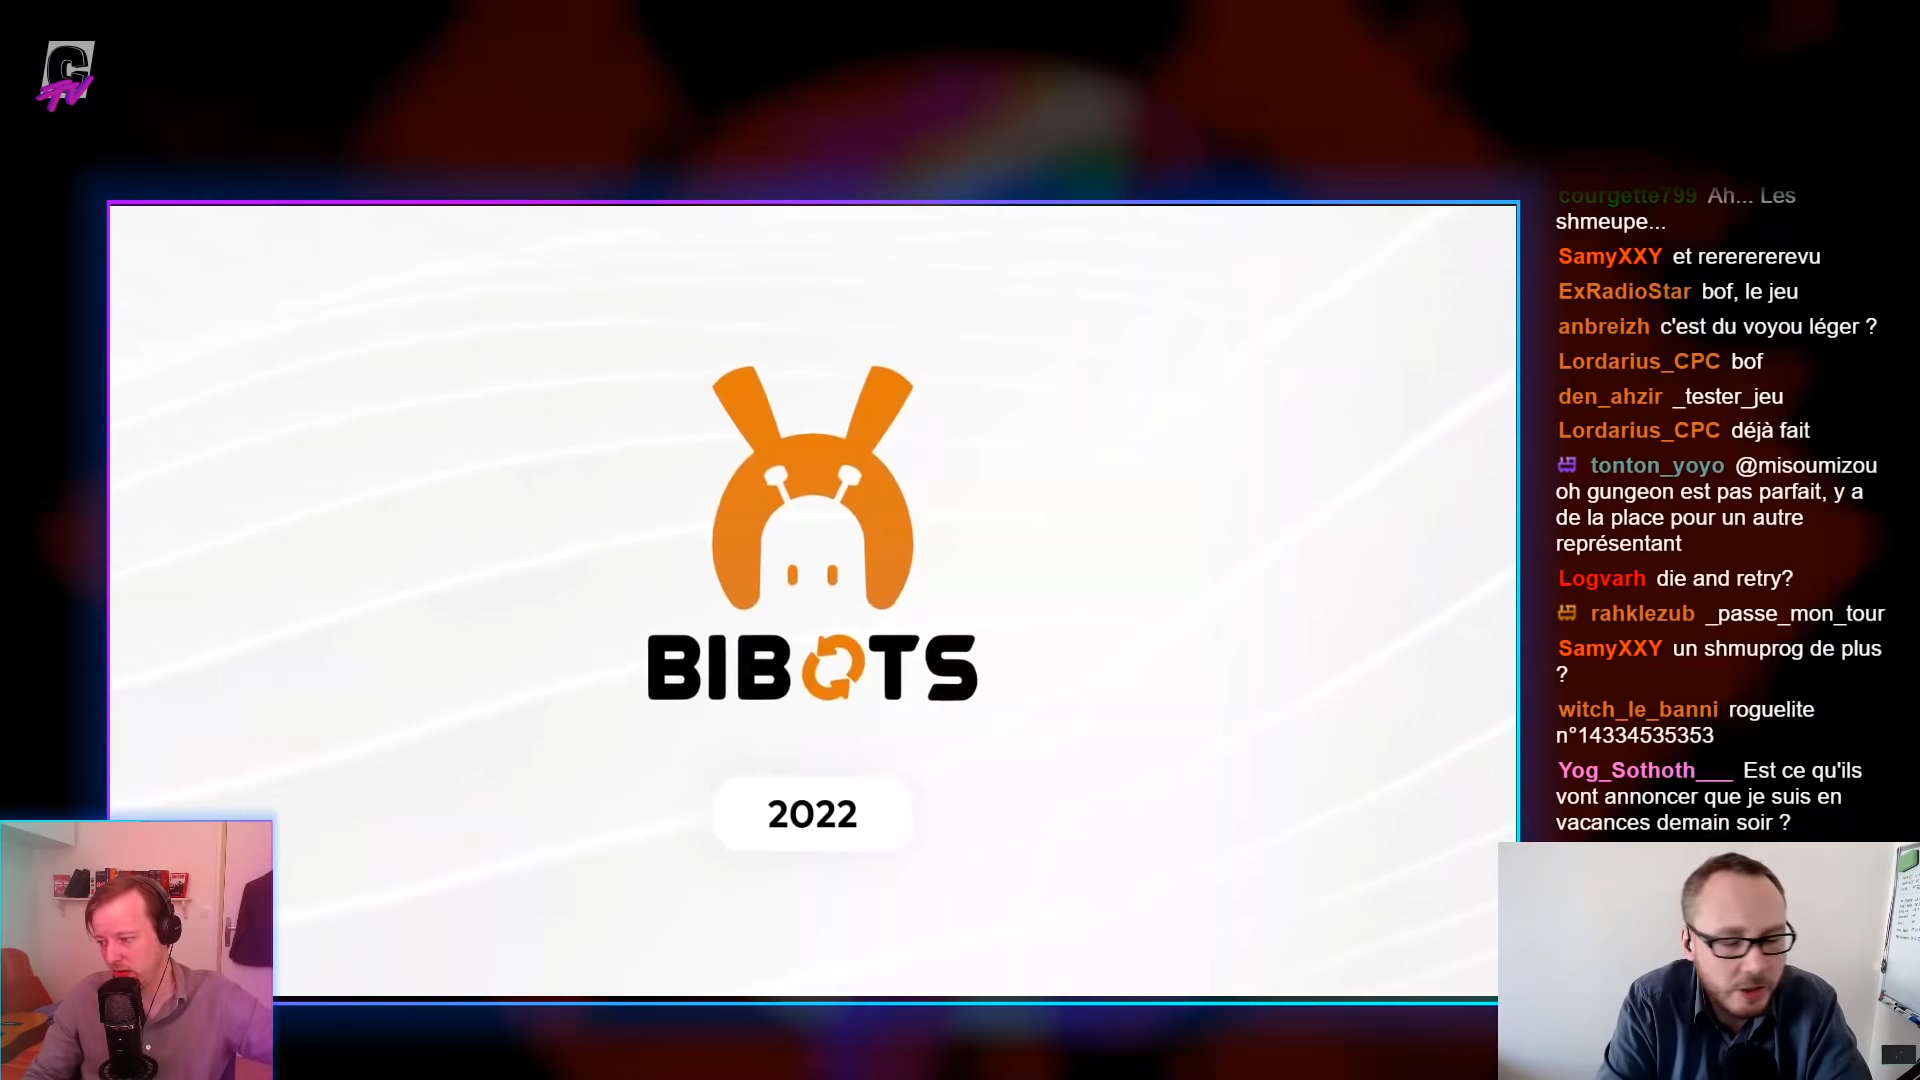 C
TV
BIBOTS
2022
courgette799 Ah... Les
shmeupe...
SamyXXY et rerererereevu
ExRadioStar bof, le jeu
anbreizh c'est du voyou léger ?
Lordarius_CPC bof
den_ahzir _tester_jeu
Lordarius_CPC déjà fait
tonton_yoyo @misoumizou
oh gungeon est pas parfait, y a
de la place pour un autre
représentant
Logvarh die and retry?
rahklezub _passe_mon_tour
SamyXXY un shmuprog de plus
?
witch_le_banni roguelite
n°14334535353
Yog_Sothoth___ Est ce qu'ils
vont annoncer que je suis en
vacances demain soir ?